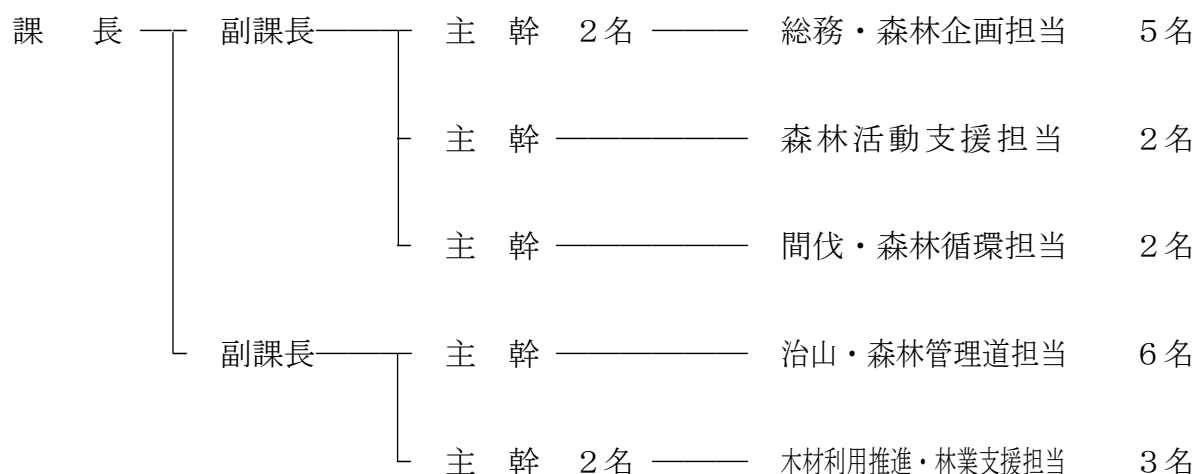 課　長　副課長　主　幹　２名　総務・森林企画担当　５名
主　幹　森林活動支援担当　２名
主　幹　間伐・森林循環担当　２名
副課長　主　幹　治山・森林管理道担当　６名
主　幹　２名　木材利用推進・林業支援担当　３名